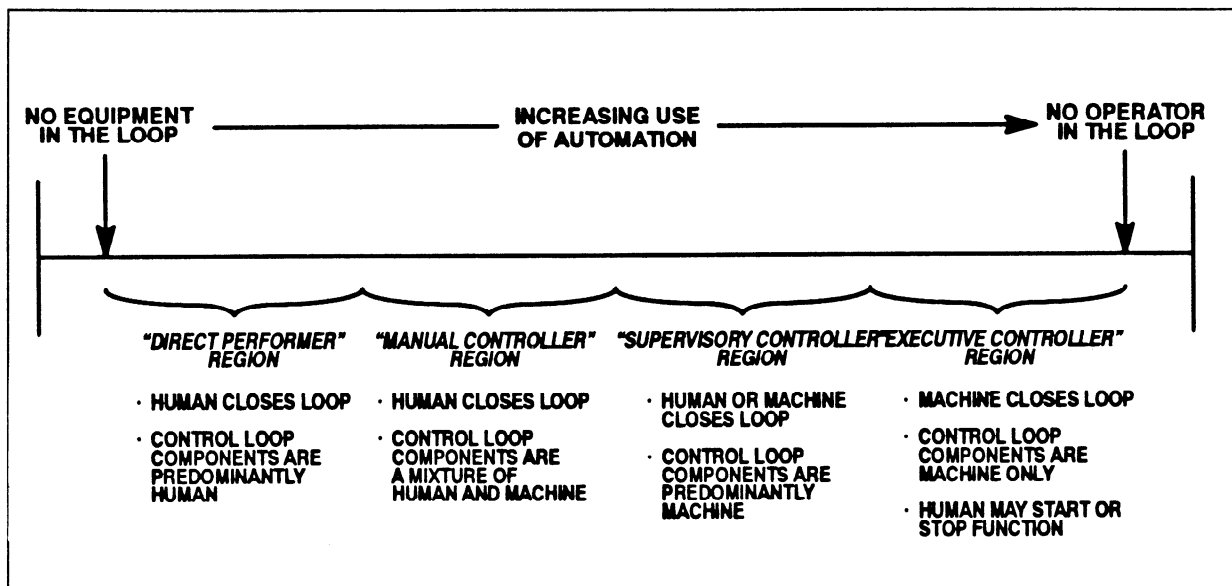 NO EQUIPMENT
IN THE LOOP
INCREASING USE
OF AUTOMATION
NO OPERATOR
IN THE LOOP
"DIRECT PERFORMER"
REGION
· HUMAN CLOSES LOOP
· CONTROL LOOP
COMPONENTS ARE
PREDOMINANTLY
HUMAN
"MANUAL CONTROLLER"
REGION
· HUMAN CLOSES LOOP
· CONTROL LOOP
COMPONENTS ARE
A MIXTURE OF
HUMAN AND MACHINE
"SUPERVISORY CONTROLLER"
REGION
· HUMAN OR MACHINE
CLOSES LOOP
· CONTROL LOOP
COMPONENTS ARE
PREDOMINANTLY
MACHINE
"EXECUTIVE CONTROLLER"
REGION
· MACHINE CLOSES LOOP
· CONTROL LOOP
COMPONENTS ARE
MACHINE ONLY
· HUMAN MAY START OR
STOP FUNCTION